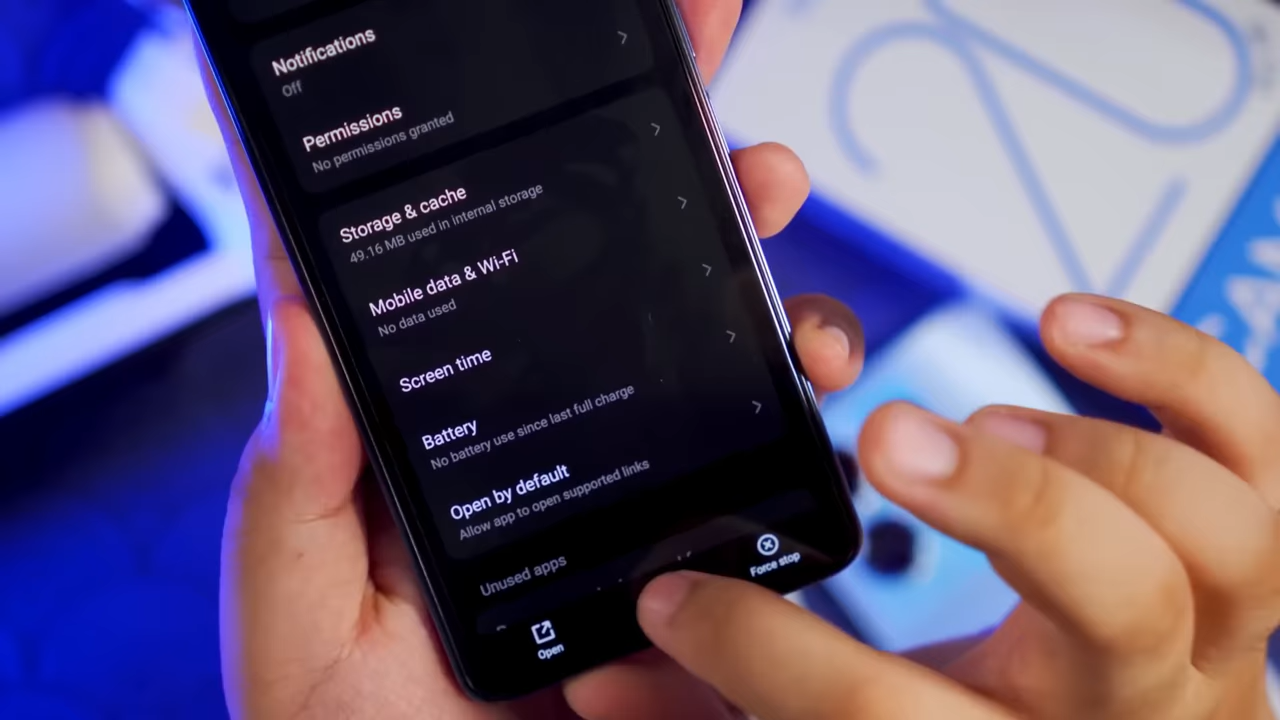 Notifications
Off
Permissions
No permissions granted
Storage & cache
49.16 MB used in internal storage
Mobile data & Wi-Fi
No data used
Screen time
Battery
No battery use since last full charge
Open by default
Allow app to open supported links
Unused apps
Open
Force stop
20